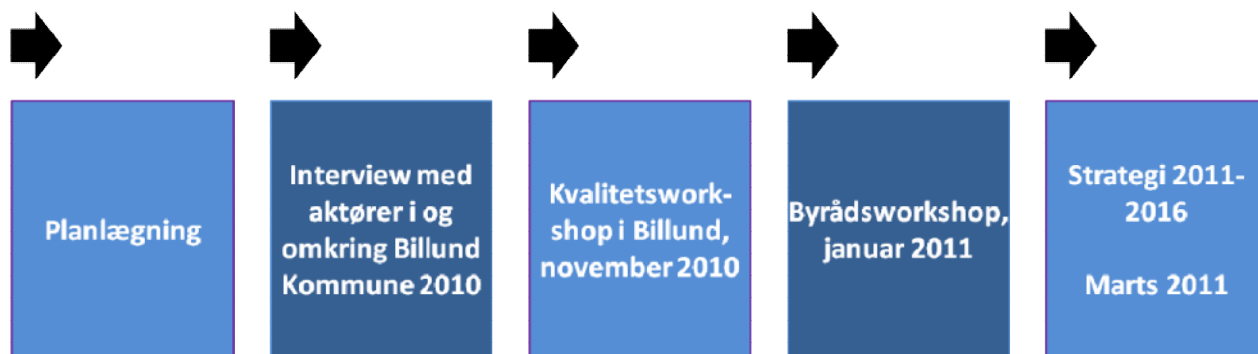 Planlægning
Interview med
aktører i og
omkring Billund
Kommune 2010
Kvalitetswork-
shop i Billund,
november 2010
Byrådsworkshop,
januar 2011
Strategi 2011-
2016
Marts 2011